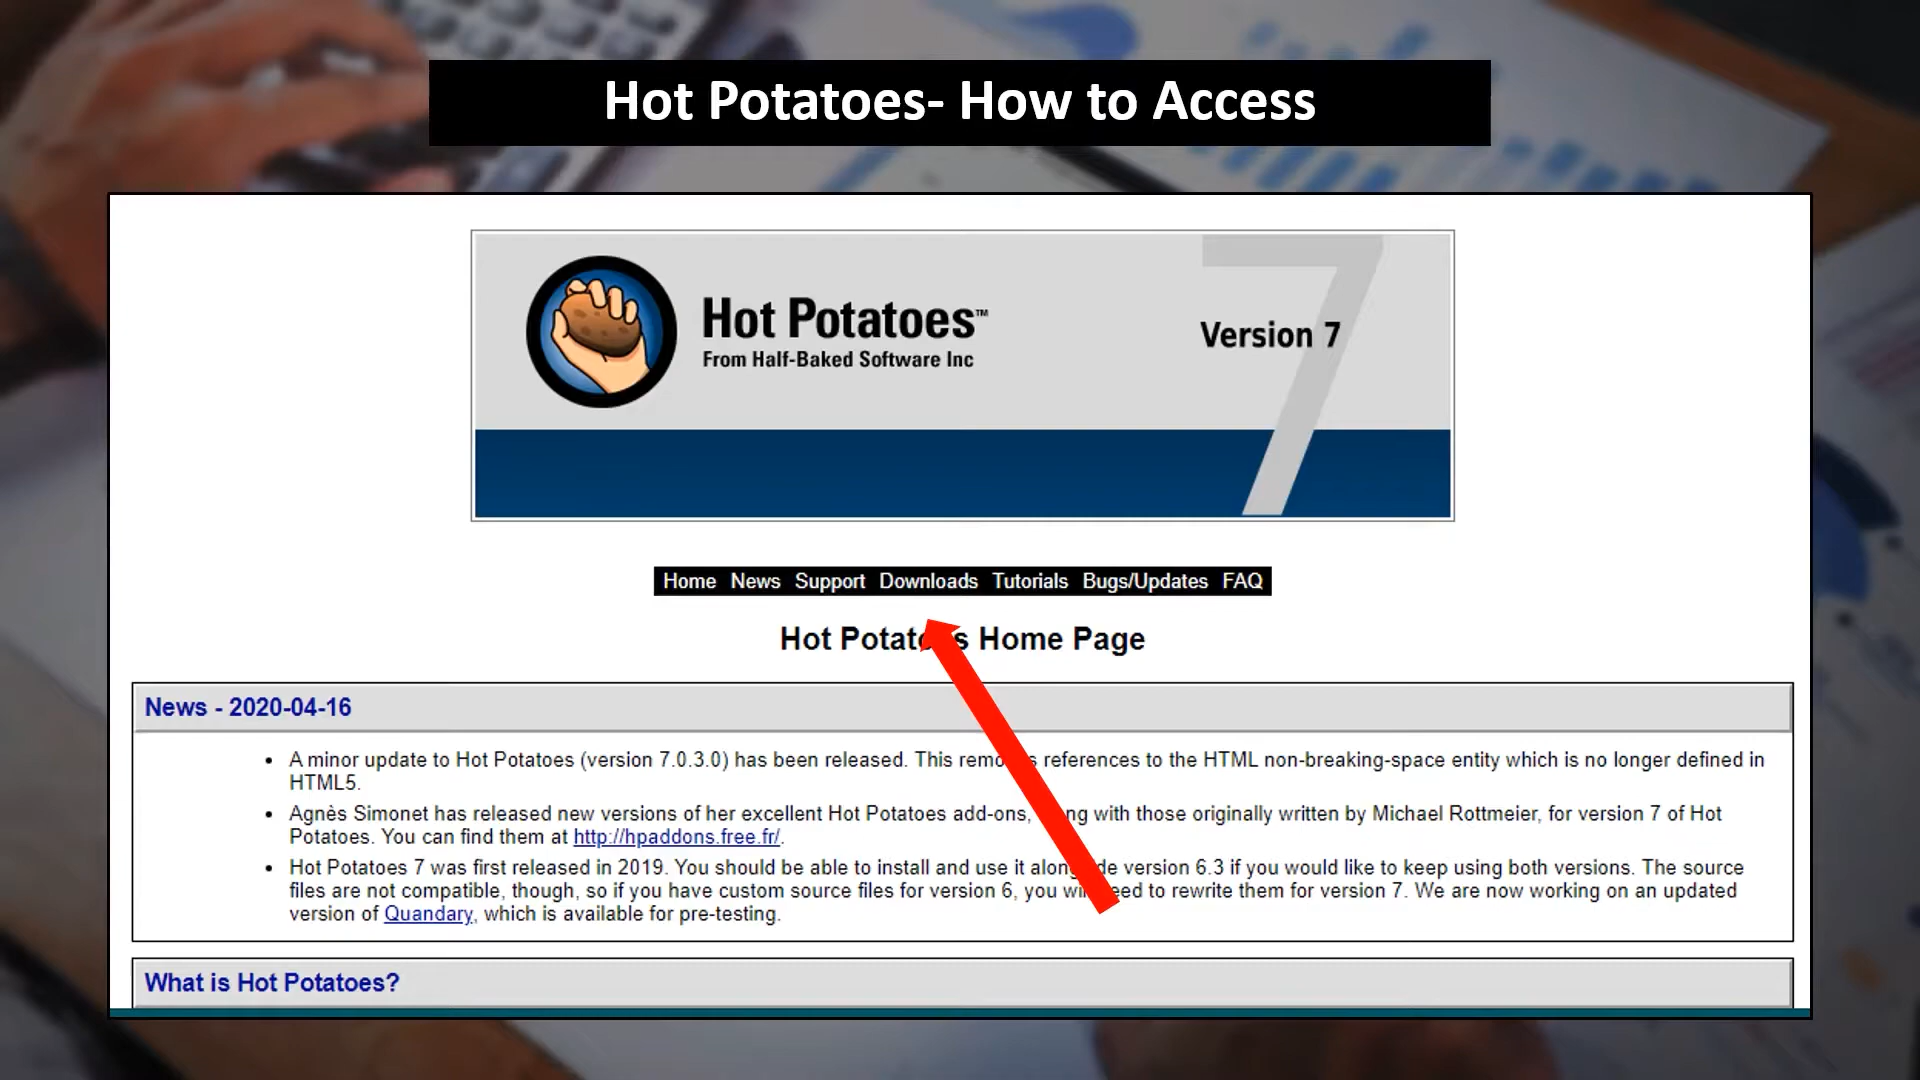 Hot Potatoes- How to Access
Hot Potatoes™
From Half-Baked Software Inc
Version 7
7
Home News Support Downloads Tutorials Bugs/Updates FAQ
Hot Potatoes Home Page
News - 2020-04-16
• A minor update to Hot Potatoes (version 7.0.3.0) has been released. This removes references to the HTML non-breaking-space entity which is no longer defined in
HTML5.
• Agnès Simonet has released new versions of her excellent Hot Potatoes add-ons, along with those originally written by Michael Rottmeier, for version 7 of Hot
Potatoes. You can find them at http://hpaddons.free.fr/.
• Hot Potatoes 7 was first released in 2019. You should be able to install and use it alongside version 6.3 if you would like to keep using both versions. The source
files are not compatible, though, so if you have custom source files for version 6, you will need to rewrite them for version 7. We are now working on an updated
version of Quandary, which is available for pre-testing.
What is Hot Potatoes?